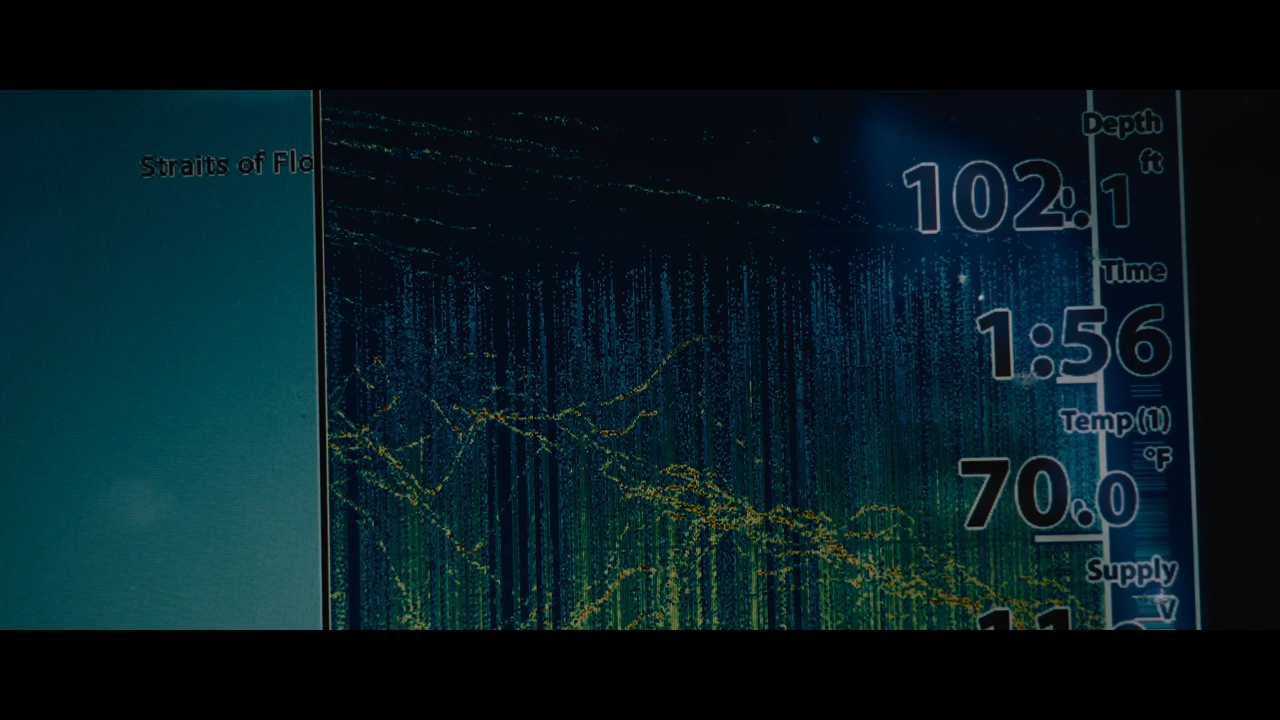 Straits of Flo
Depth
ft
102.1
Time
1:56
Temp (1)
°F
70.0
Supply
V